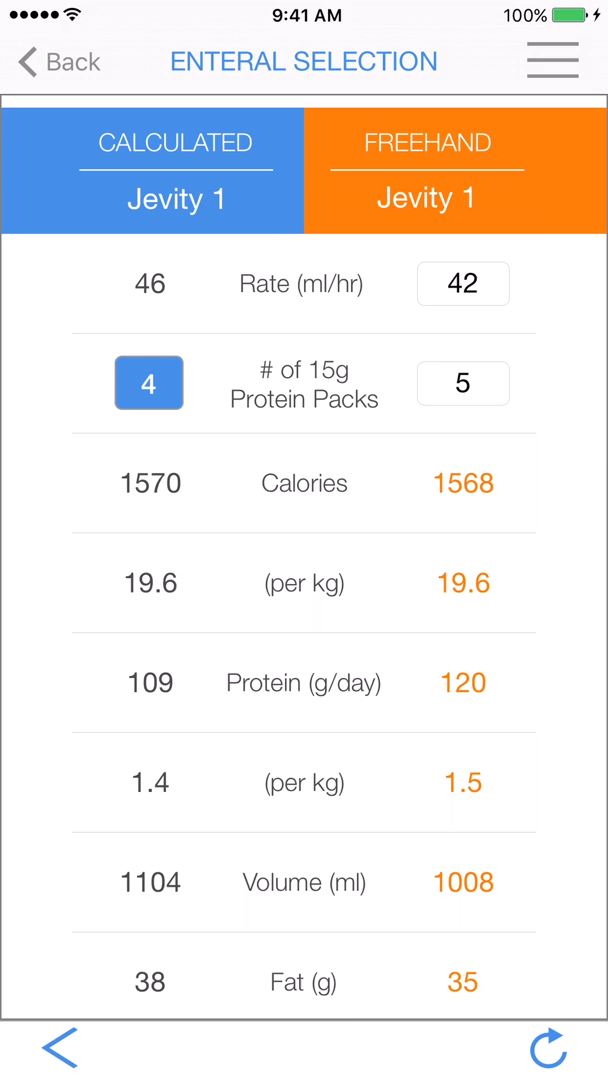 9:41 AM
100%
Back
ENTERAL SELECTION
CALCULATED
FREEHAND
Jevity 1
Jevity 1
46 Rate (ml/hr) 42
4 # of 15g
Protein Packs 5
1570 Calories 1568
19.6 (per kg) 19.6
109 Protein (g/day) 120
1.4 (per kg) 1.5
1104 Volume (ml) 1008
38 Fat (g) 35